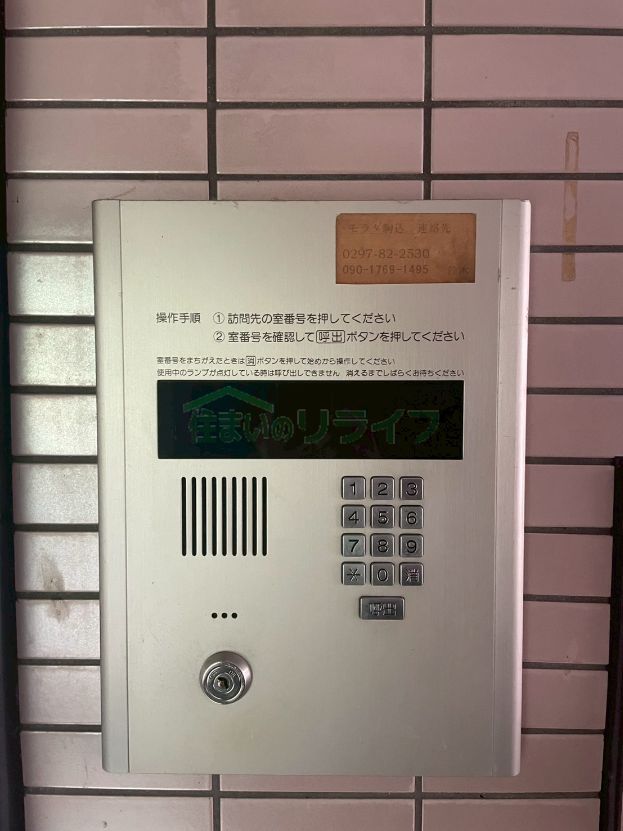 モラダ駒込 連絡先
0297-82-2530
090-1769-1495 鈴木
操作手順 ①訪問先の室番号を押してください
②室番号を確認して呼出ボタンを押してください
室番号をまちがえたときは消ボタンを押して始めから操作してください
使用中のランプが点灯している時は呼び出しできません 消えるまでしばらくお待ちください
住まいのリライフ
1 2 3
4 5 6
7 8 9
* 0 消
呼出